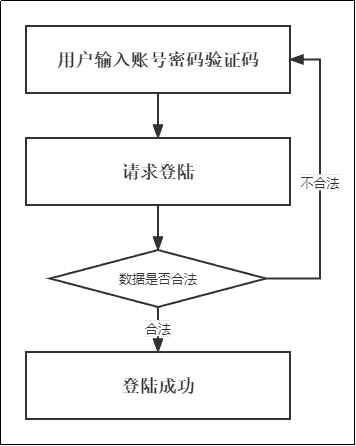 用户输入账号密码验证码
请求登陆
不合法
数据是否合法
合法
登陆成功